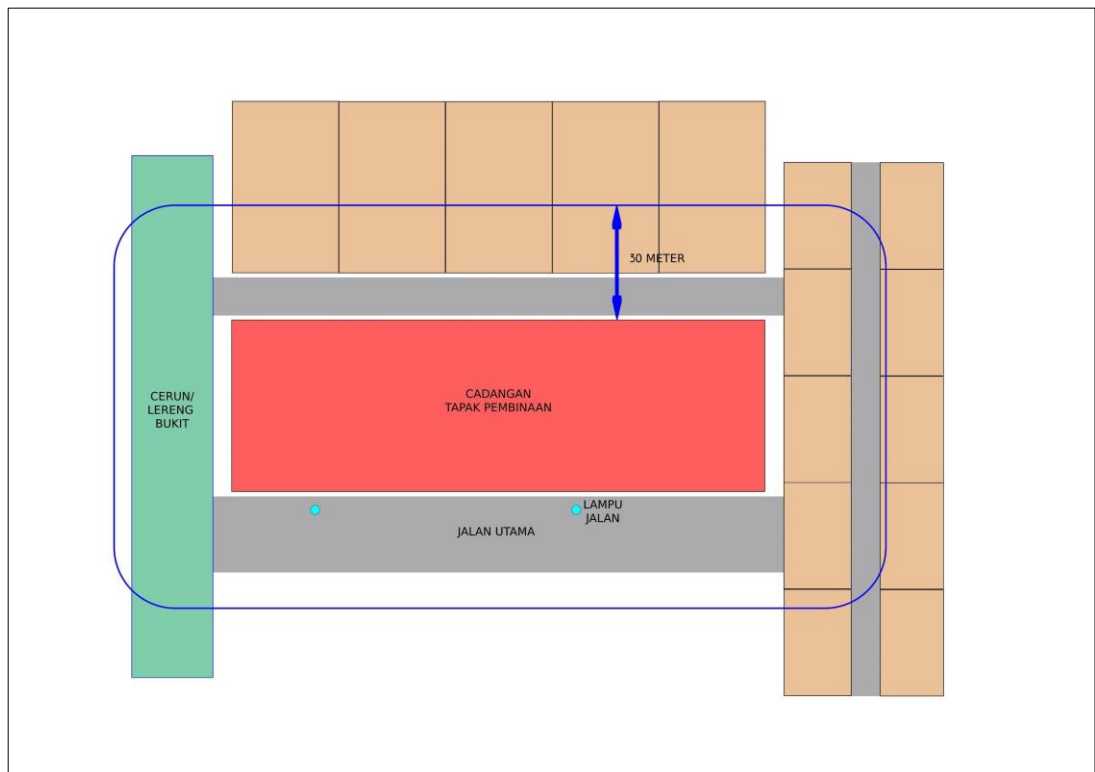 30 METER
CERUN/
LERENG
BUKIT
CADANGAN
TAPAK PEMBINAAN
LAMPU
JALAN
JALAN UTAMA